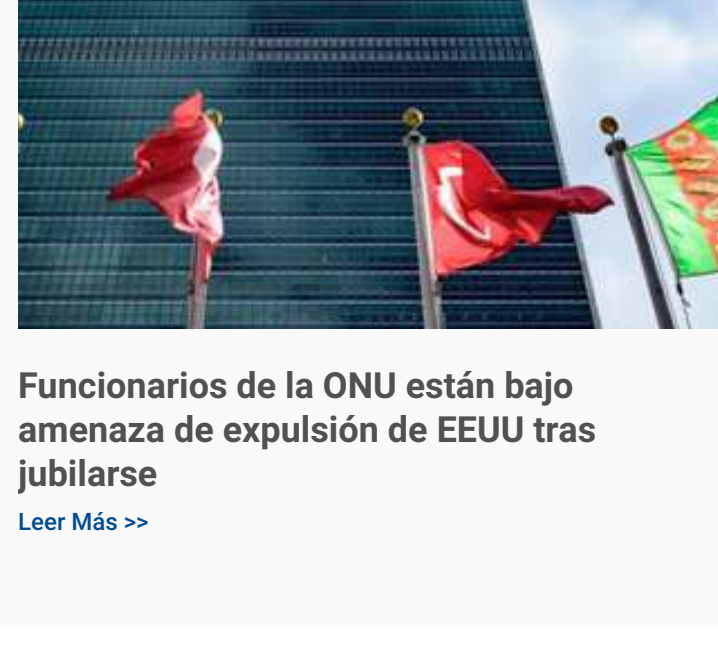 Funcionarios de la ONU están bajo
amenaza de expulsión de EEUU tras
jubilarse
Leer Más >>